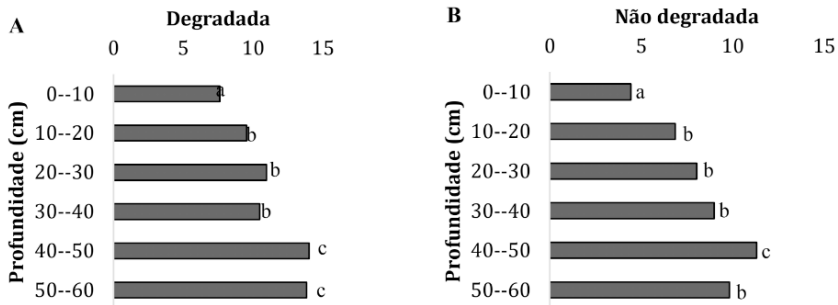 A
Degradada
0 5 10 15
Profundidade (cm)
0--10 a
10--20 b
20--30 b
30--40 b
40--50 c
50--60 c
B
Não degradada
0 5 10 15
Profundidade (cm)
0--10 a
10--20 b
20--30 b
30--40 b
40--50 c
50--60 b